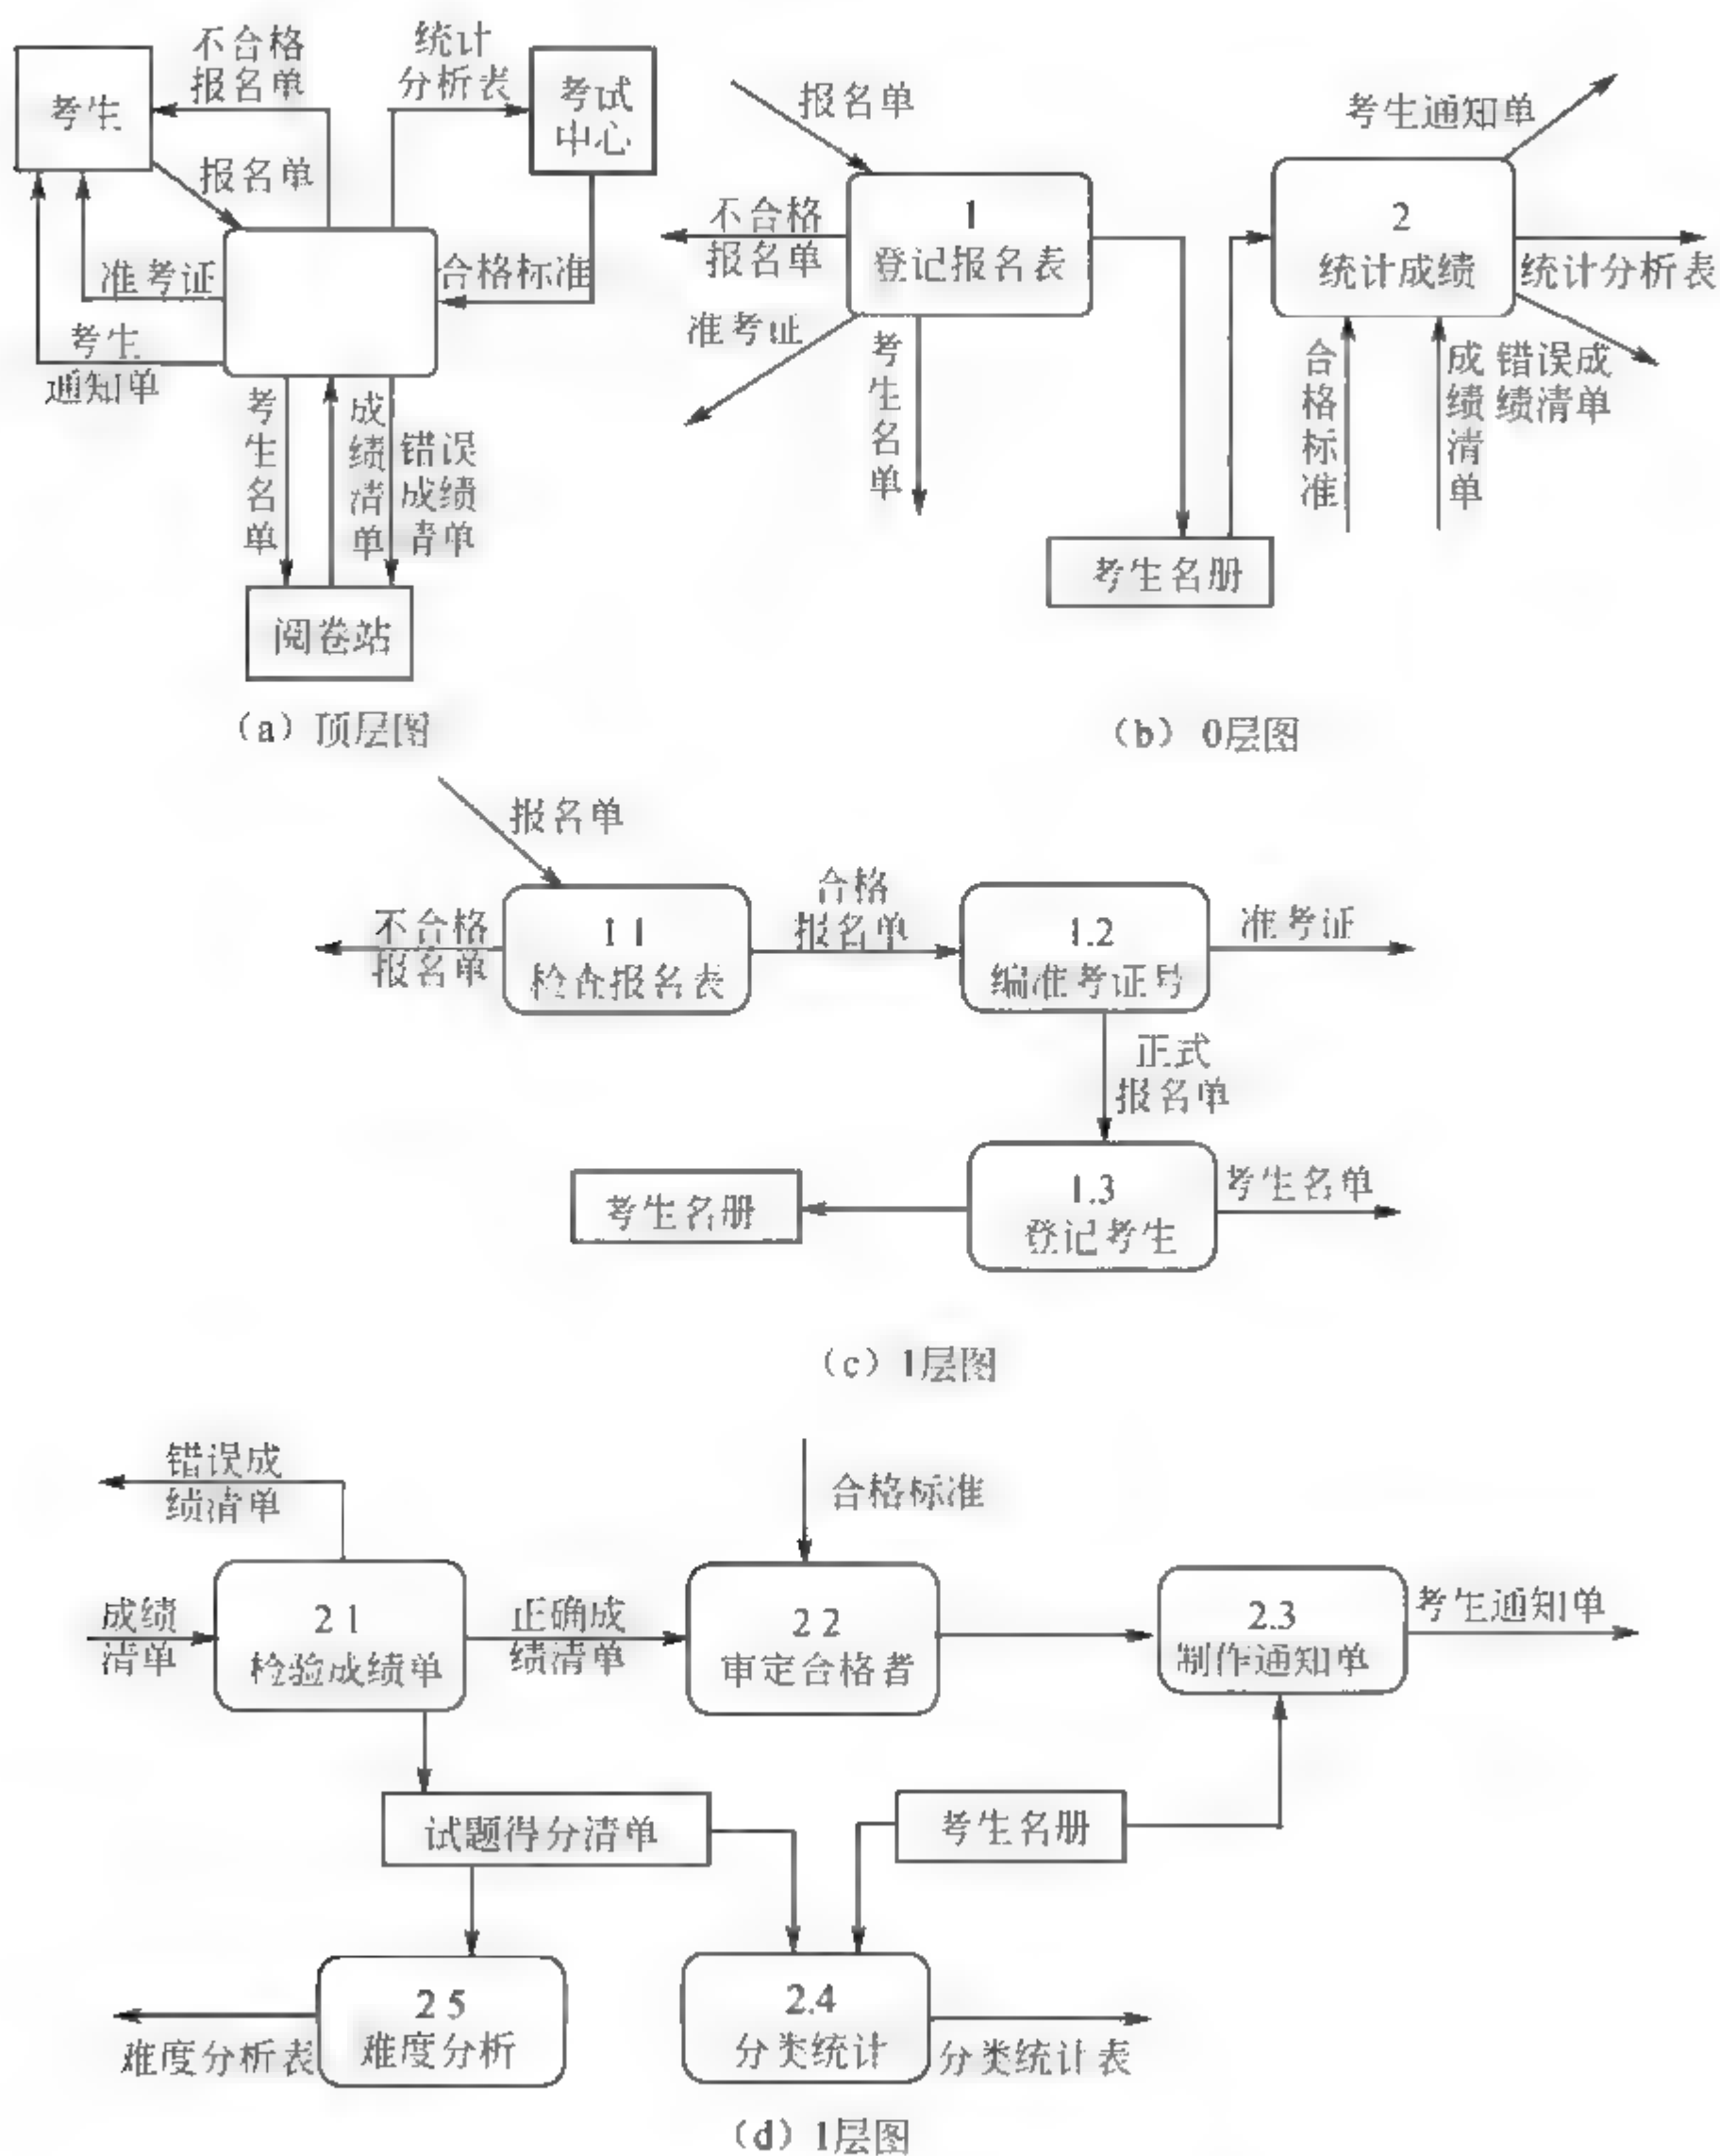 不合格
报名单
统计
分析表
考生
考试
中心
报名单
准考证
合格标准
考生
通知单
考生名单
成绩清单
错误
成绩
清单
阅卷站
(a) 顶层图
报名单
考生通知单
不合格
报名单
1
登记报名表
2
统计成绩
统计分析表
准考证
考生名单
合格标准
成绩清单
错误成
绩清单
考生名册
(b) 0层图
报名单
不合格
报名单
1 1
检查报名表
合格
报名单
1.2
编准考证号
准考证
正式
报名单
考生名册
1.3
登记考生
考生名单
(c) 1层图
错误成
绩清单
合格标准
成绩
清单
2 1
检验成绩单
正确成
绩清单
2 2
审定合格者
2.3
制作通知单
考生通知单
试题得分清单
考生名册
难度分析表
2 5
难度分析
2.4
分类统计
分类统计表
(d) 1层图